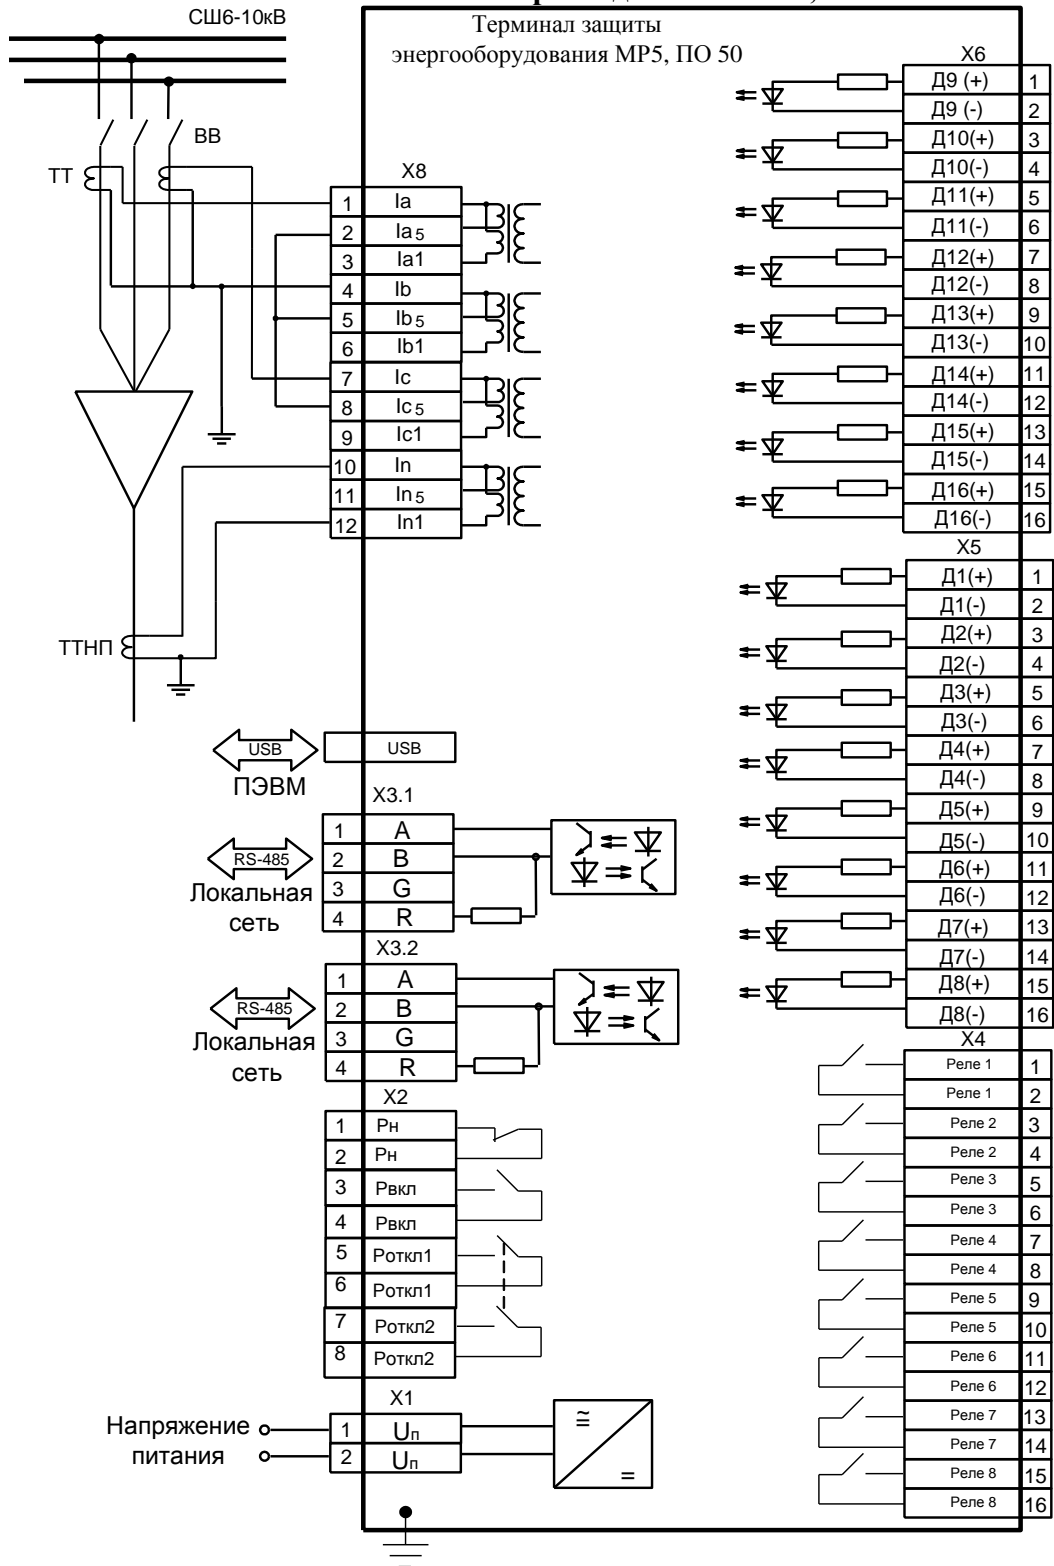 СШ6-10кВ
Терминал защиты
энергооборудования МР5, ПО 50
ВВ
ТТ
X8
1 Ia
2 Ia5
3 Ia1
4 Ib
5 Ib5
6 Ib1
7 Ic
8 Ic5
9 Ic1
10 In
11 In5
12 In1
ТТНП
USB
USB
ПЭВМ
X3.1
1 A
2 B
3 G
4 R
RS-485
Локальная
сеть
X3.2
1 A
2 B
3 G
4 R
RS-485
Локальная
сеть
X2
1 Рн
2 Рн
3 Рвкл
4 Рвкл
5 Роткл1
6 Роткл1
7 Роткл2
8 Роткл2
X1
Напряжение
питания
1 Uп
2 Uп
≅
=
X6
Д9 (+) 1
Д9 (-) 2
Д10(+) 3
Д10(-) 4
Д11(+) 5
Д11(-) 6
Д12(+) 7
Д12(-) 8
Д13(+) 9
Д13(-) 10
Д14(+) 11
Д14(-) 12
Д15(+) 13
Д15(-) 14
Д16(+) 15
Д16(-) 16
X5
Д1(+) 1
Д1(-) 2
Д2(+) 3
Д2(-) 4
Д3(+) 5
Д3(-) 6
Д4(+) 7
Д4(-) 8
Д5(+) 9
Д5(-) 10
Д6(+) 11
Д6(-) 12
Д7(+) 13
Д7(-) 14
Д8(+) 15
Д8(-) 16
X4
Реле 1 1
Реле 1 2
Реле 2 3
Реле 2 4
Реле 3 5
Реле 3 6
Реле 4 7
Реле 4 8
Реле 5 9
Реле 5 10
Реле 6 11
Реле 6 12
Реле 7 13
Реле 7 14
Реле 8 15
Реле 8 16